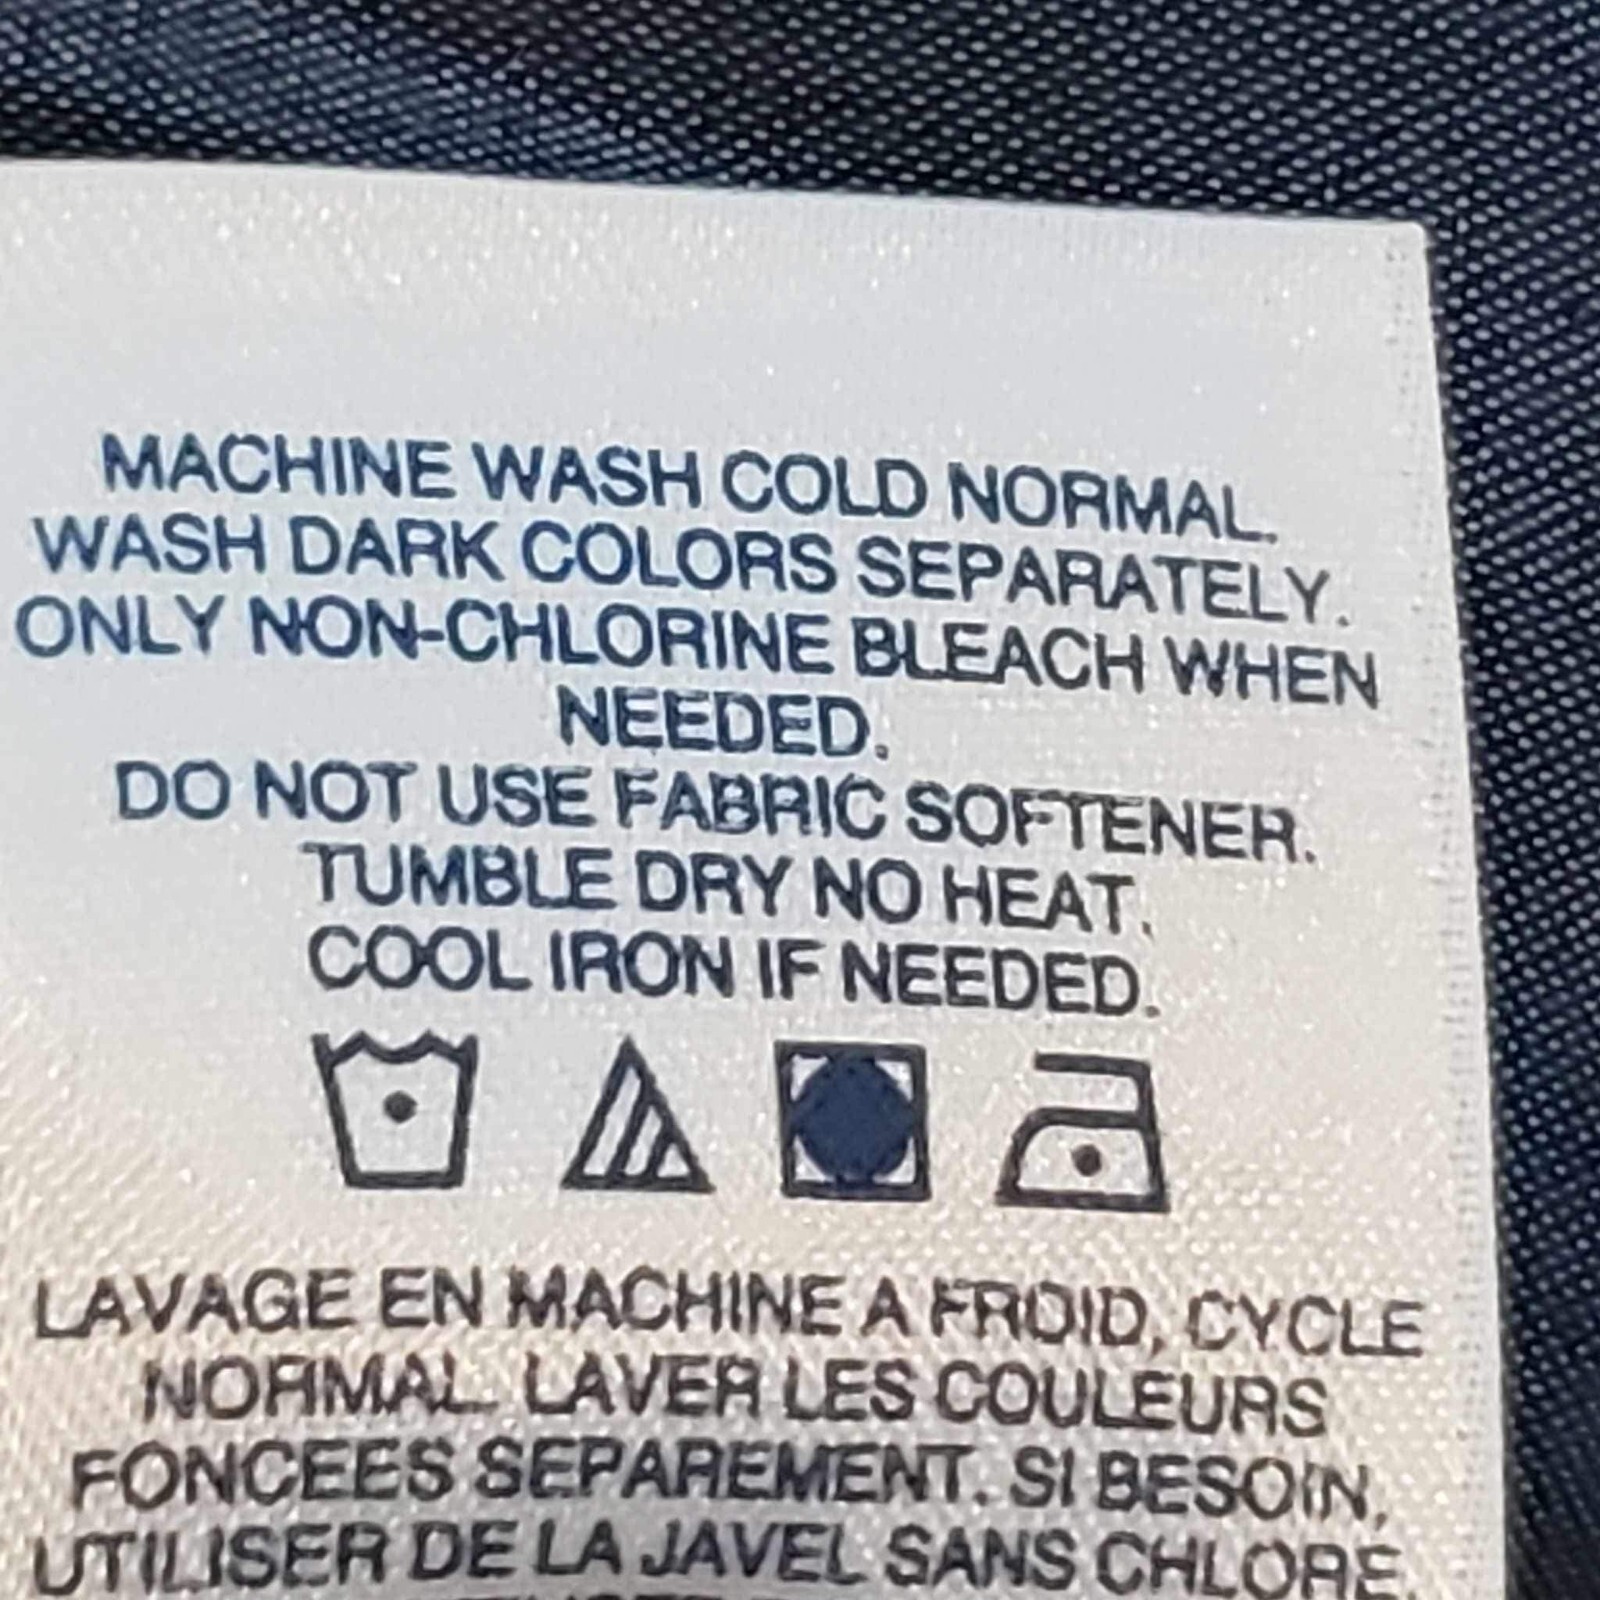 MACHINE WASH COLD NORMAL.
WASH DARK COLORS SEPARATELY.
ONLY NON-CHLORINE BLEACH WHEN
NEEDED.
DO NOT USE FABRIC SOFTENER.
TUMBLE DRY NO HEAT.
COOL IRON IF NEEDED.
LAVAGE EN MACHINE A FROID, CYCLE
NORMAL. LAVER LES COULEURS
FONCEES SEPAREMENT. SI BESOIN,
UTILISER DE LA JAVEL SANS CHLORE.